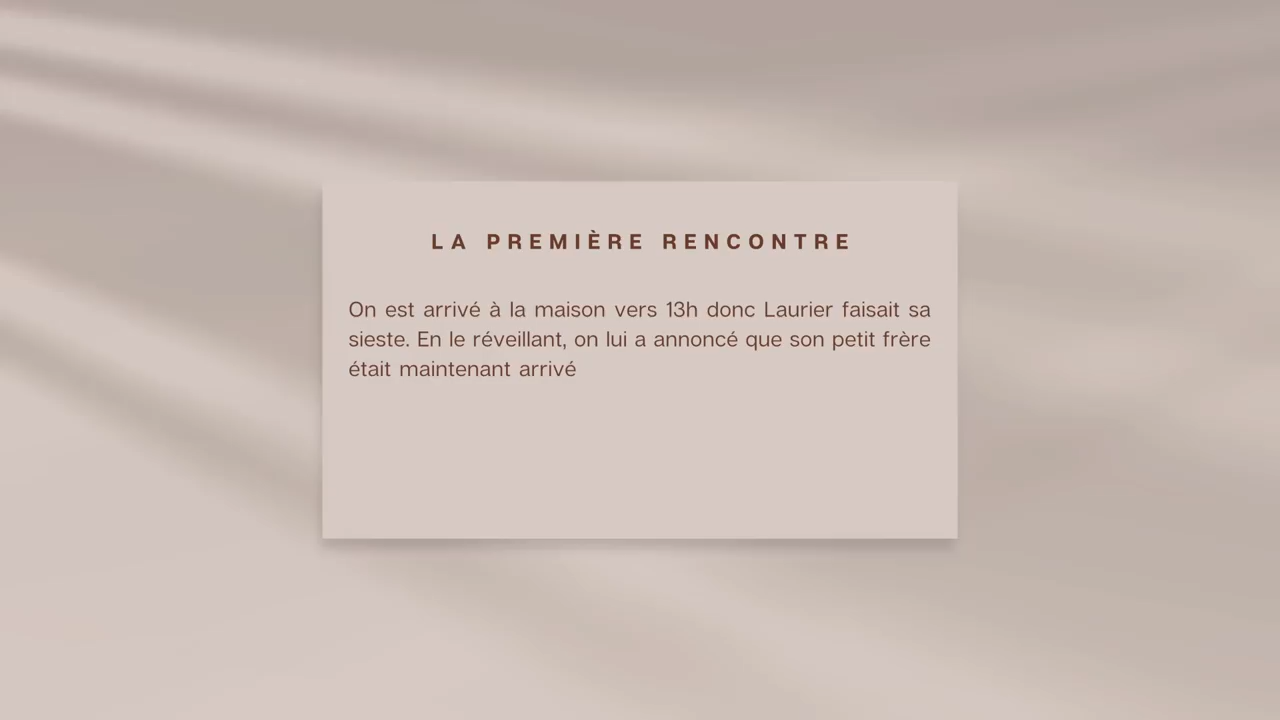 LA PREMIÈRE RENCONTRE
On est arrivé à la maison vers 13h donc Laurier faisait sa
sieste. En le réveillant, on lui a annoncé que son petit frère
était maintenant arrivé